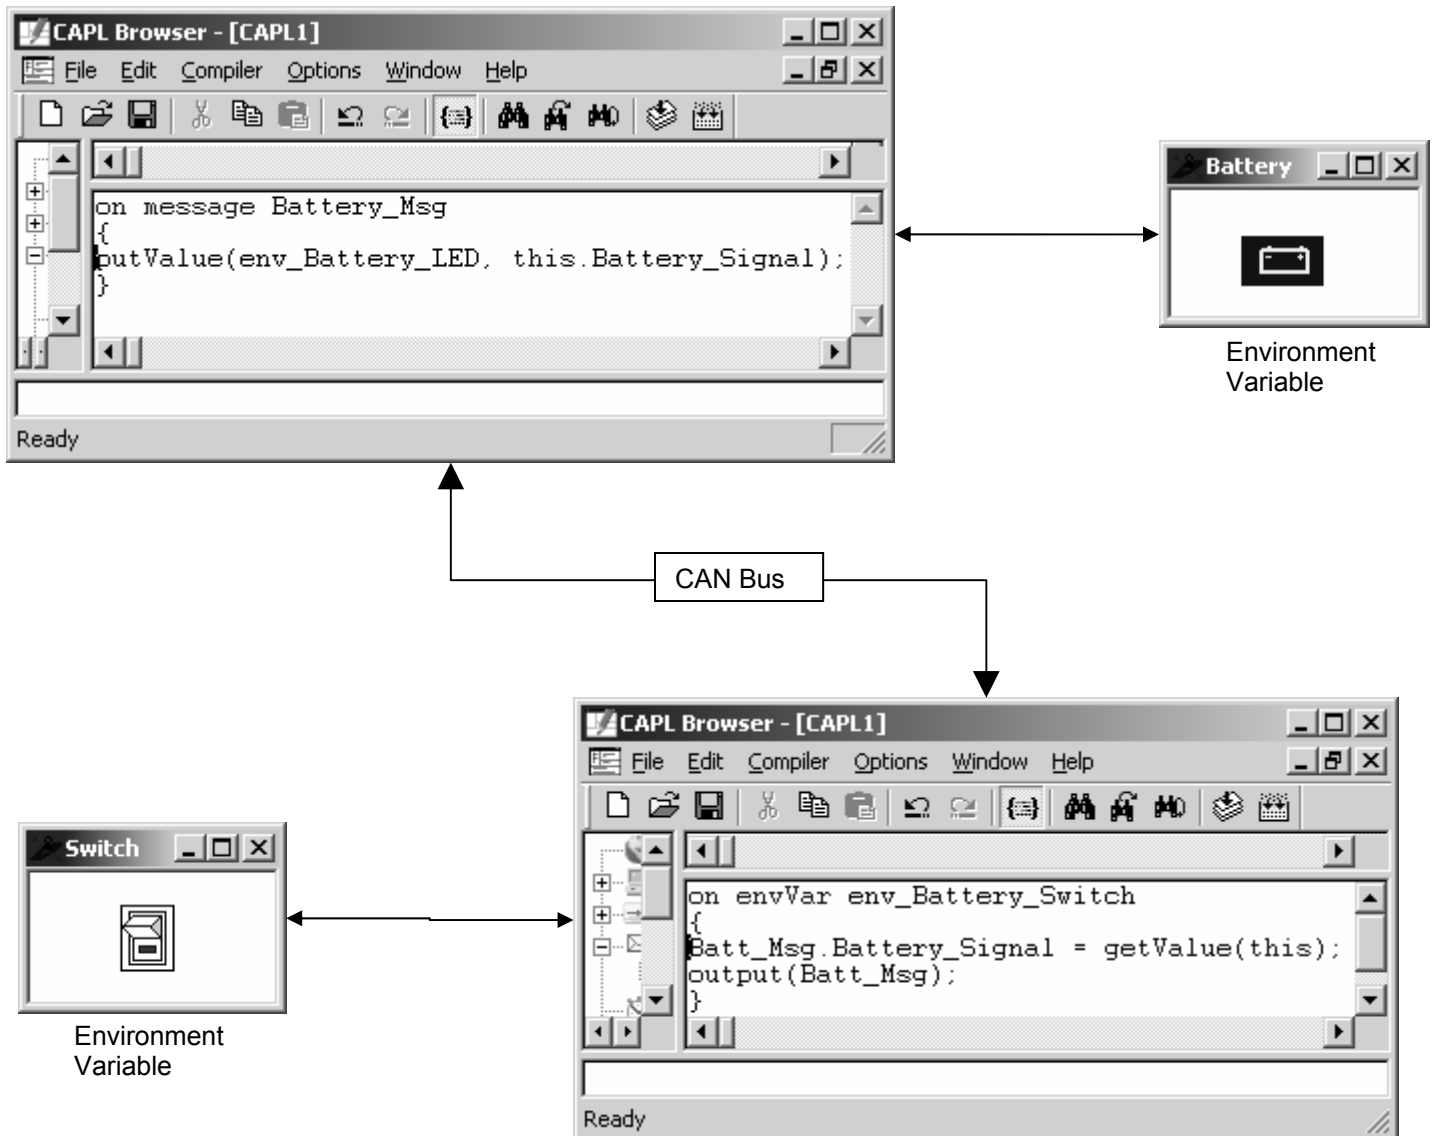 CAPL Browser - [CAPL1]
File Edit Compiler Options Window Help
on message Battery_Msg
{
putValue(env_Battery_LED, this.Battery_Signal);
}
Ready
Battery
Environment
Variable
CAN Bus
Switch
Environment
Variable
CAPL Browser - [CAPL1]
File Edit Compiler Options Window Help
on envVar env_Battery_Switch
{
Batt_Msg.Battery_Signal = getValue(this);
output(Batt_Msg);
}
Ready